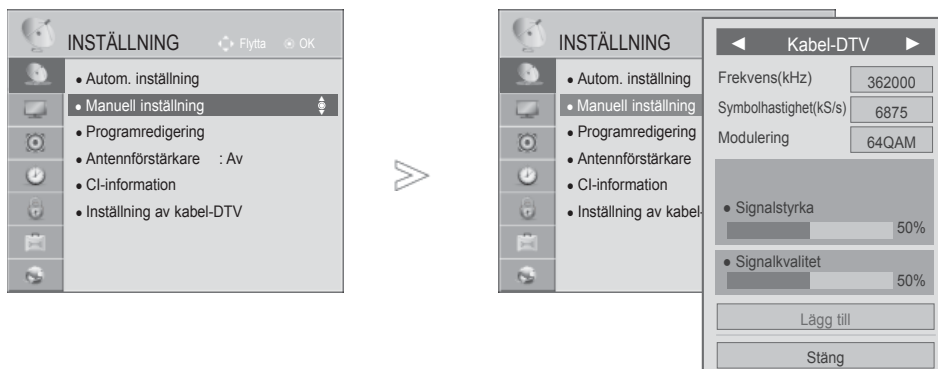 INSTÄLLNING
Flytta
OK
● Autom. inställning
● Manuell inställning
● Programredigering
● Antennförstärkare : Av
● CI-information
● Inställning av kabel-DTV
INSTÄLLNING
● Autom. inställning
● Manuell inställning
● Programredigering
● Antennförstärkare
● CI-information
● Inställning av kabel-
◄ Kabel-DTV ►
Frekvens(kHz) 362000
Symbolhastighet(kS/s) 6875
Modulering 64QAM
● Signalstyrka
50%
● Signalkvalitet
50%
Lägg till
Stäng